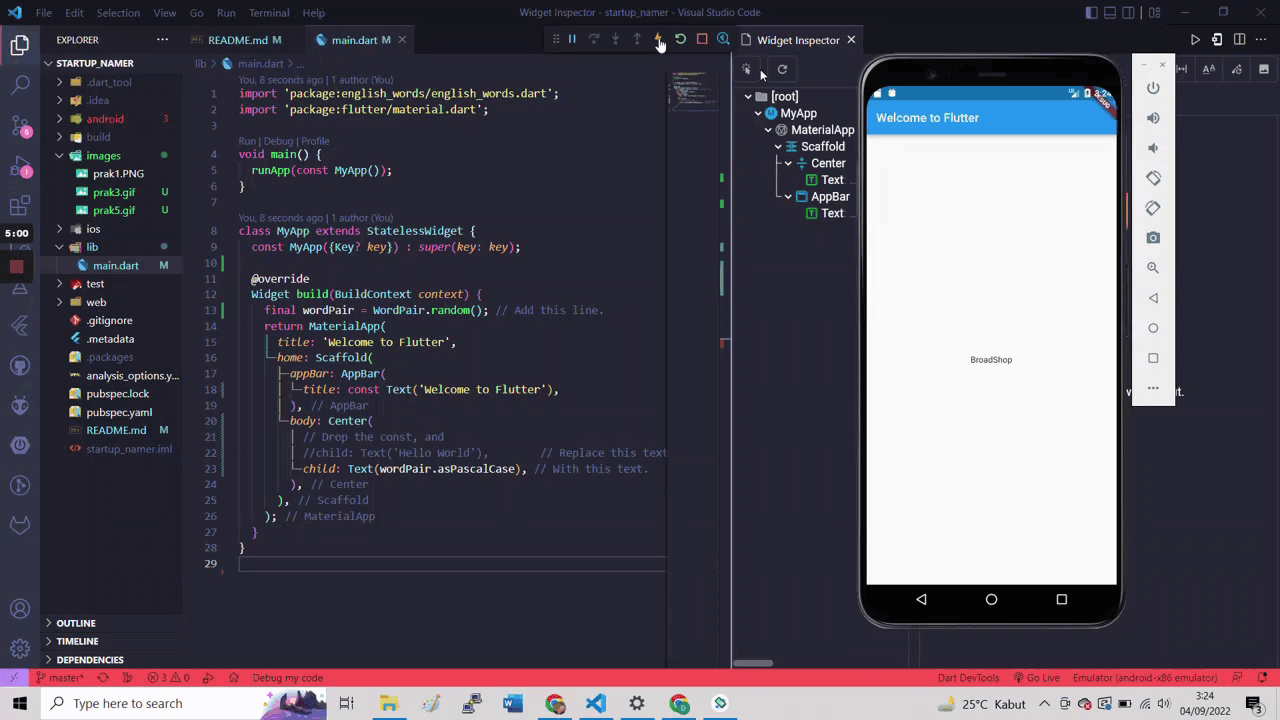 File Edit Selection View Go Run Terminal Help
Widget Inspector - startup_namer - Visual Studio Code
EXPLORER
README.md M
main.dart M
Widget Inspector
STARTUP_NAMER
.dart_tool
.idea
android 3
build
images
prak1.PNG
prak3.gif U
prak5.gif U
ios
lib
main.dart M
test
web
.gitignore
.metadata
.packages
analysis_options.y...
pubspec.lock
pubspec.yaml
README.md M
startup_namer.iml
OUTLINE
TIMELINE
DEPENDENCIES
5:00
6
1
lib > main.dart > ...
You, 8 seconds ago | 1 author (You)
1 import 'package:english_words/english_words.dart';
2 import 'package:flutter/material.dart';
3
Run | Debug | Profile
4 void main() {
5 runApp(const MyApp());
6 }
7
You, 8 seconds ago | 1 author (You)
8 class MyApp extends StatelessWidget {
9 const MyApp({Key? key}) : super(key: key);
10
11 @override
12 Widget build(BuildContext context) {
13 final wordPair = WordPair.random(); // Add this line.
14 return MaterialApp(
15 title: 'Welcome to Flutter',
16 home: Scaffold(
17 appBar: AppBar(
18 title: const Text('Welcome to Flutter'),
19 ), // AppBar
20 body: Center(
21 // Drop the const, and
22 //child: Text('Hello World'), // Replace this text
23 child: Text(wordPair.asPascalCase), // With this text.
24 ), // Center
25 ), // Scaffold
26 ); // MaterialApp
27 }
28 }
29
[root]
MyApp
MaterialApp
Scaffold
Center
Text: ...
AppBar
Text: ...
3:24
DEBUG
Welcome to Flutter
BroadShop
master*
3 0
Debug my code
Dart DevTools
Go Live
Emulator (android-x86 emulator)
Type here to search
25°C Kabut
3:24
04/09/2022
3